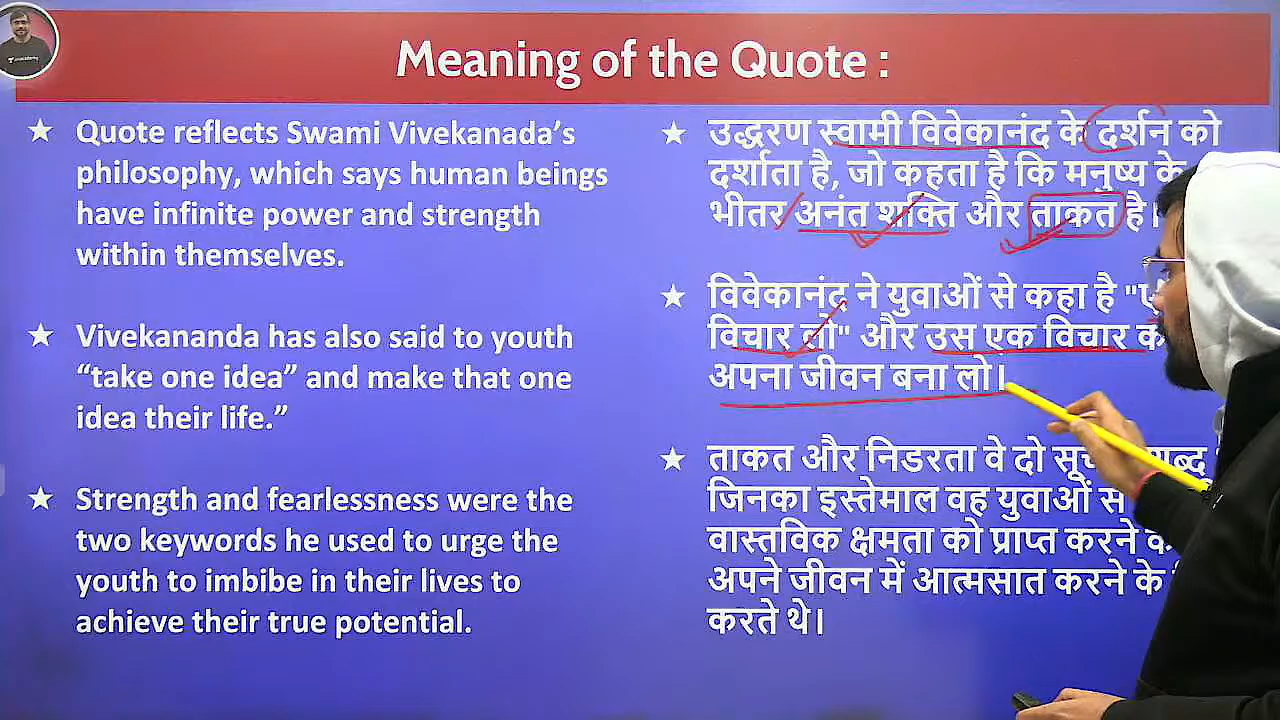 Meaning of the Quote :
★ Quote reflects Swami Vivekanada's
philosophy, which says human beings
have infinite power and strength
within themselves.
★ Vivekananda has also said to youth
“take one idea” and make that one
idea their life.”
★ Strength and fearlessness were the
two keywords he used to urge the
youth to imbibe in their lives to
achieve their true potential.
★ उद्धरण स्वामी विवेकानंद के दर्शन को
दर्शाता है, जो कहता है कि मनुष्य के
भीतर अनंत शक्ति और ताकत है।
★ विवेकानंद ने युवाओं से कहा है
विचार लो" और उस एक विचार
अपना जीवन बना लो।
★ ताकत और निडरता वे दो शब्द
जिनका इस्तेमाल वह युवाओं से
वास्तविक क्षमता को प्राप्त करने
अपने जीवन में आत्मसात करने के
करते थे।